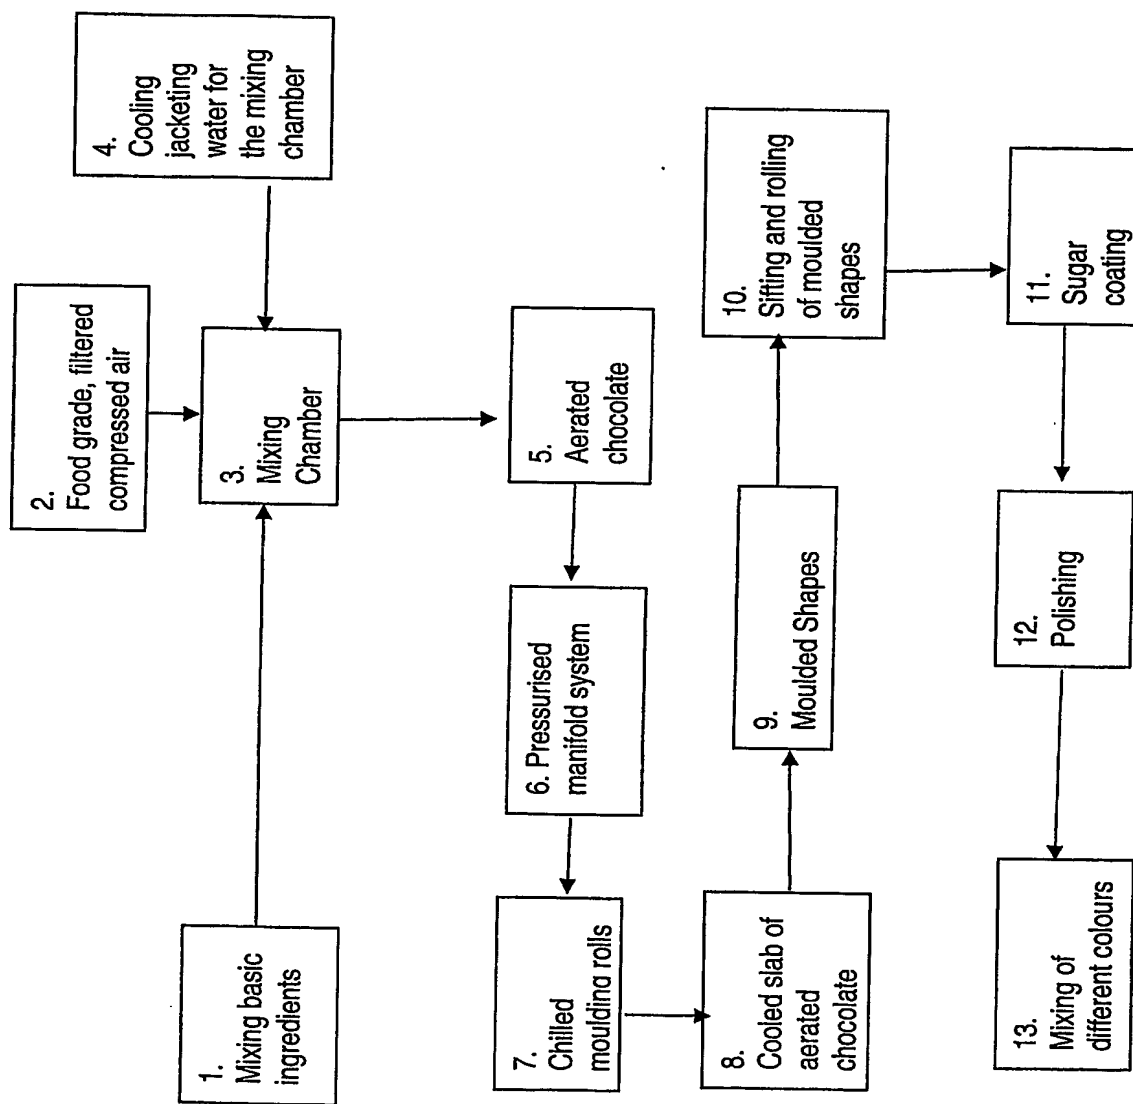 1.
Mixing basic
ingredients
2.
Food grade, filtered
compressed air
3.
Mixing
Chamber
4.
Cooling
jacketing
water for
the mixing
chamber
5.
Aerated
chocolate
6. Pressurised
manifold system
7.
Chilled
moulding rolls
8.
Cooled slab of
aerated
chocolate
9.
Moulded Shapes
10.
Sifting and rolling
of moulded
shapes
11.
Sugar
coating
12.
Polishing
13.
Mixing of
different colours